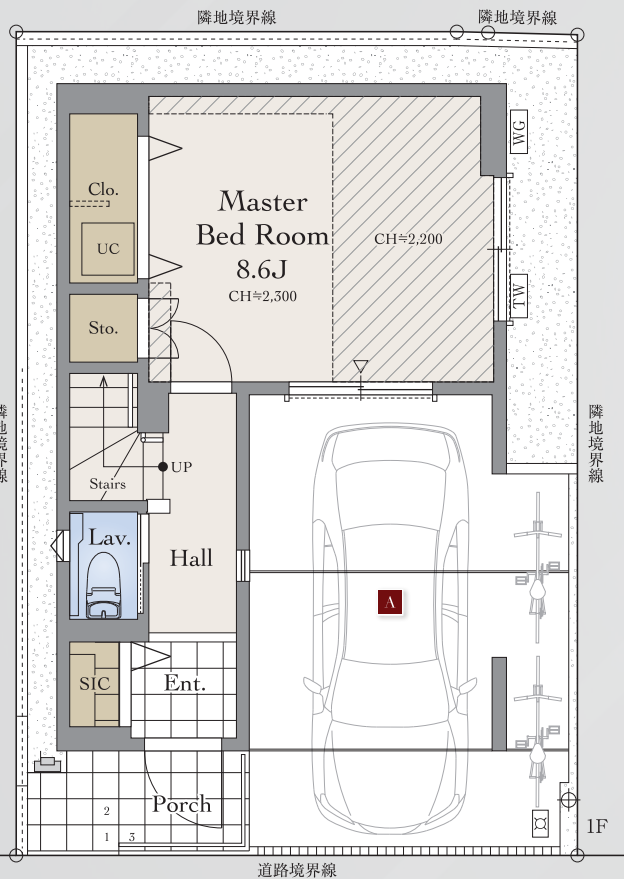 隣地境界線
隣地境界線
WG
Clo.
Master
Bed Room
8.6J
CH≒2,300
CH≒2,200
UC
TW
Sto.
隣地境界線
隣地境界線
UP
Stairs
Lav.
Hall
A
SIC
Ent.
Porch
2
1
3
1F
道路境界線